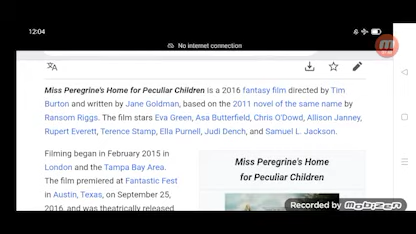 12:04
No internet connection
Miss Peregrine's Home for Peculiar Children is a 2016 fantasy film directed by Tim
Burton and written by Jane Goldman, based on the 2011 novel of the same name by
Ransom Riggs. The film stars Eva Green, Asa Butterfield, Chris O'Dowd, Allison Janney,
Rupert Everett, Terence Stamp, Ella Purnell, Judi Dench, and Samuel L. Jackson.
Filming began in February 2015 in
London and the Tampa Bay Area.
The film premiered at Fantastic Fest
in Austin, Texas, on September 25,
2016, and was theatrically released
Miss Peregrine's Home
for Peculiar Children
Recorded by Mobizen